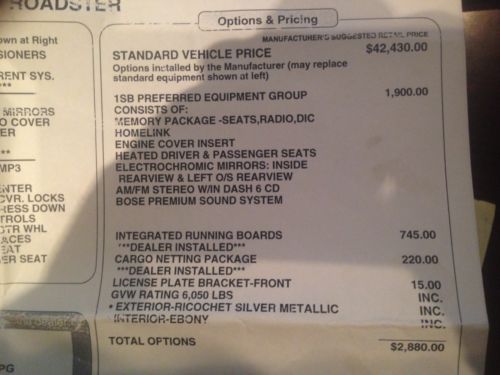 ROADSTER
Options & Pricing
MANUFACTURER'S SUGGESTED RETAIL PRICE
STANDARD VEHICLE PRICE $42,430.00
Options installed by the Manufacturer (may replace
standard equipment shown at left)
1SB PREFERRED EQUIPMENT GROUP 1,900.00
CONSISTS OF:
MEMORY PACKAGE -SEATS,RADIO,DIC
HOMELINK
ENGINE COVER INSERT
HEATED DRIVER & PASSENGER SEATS
ELECTROCHROMIC MIRRORS: INSIDE
REARVIEW & LEFT O/S REARVIEW
AM/FM STEREO W/IN DASH 6 CD
BOSE PREMIUM SOUND SYSTEM
INTEGRATED RUNNING BOARDS 745.00
***DEALER INSTALLED***
CARGO NETTING PACKAGE 220.00
***DEALER INSTALLED***
LICENSE PLATE BRACKET-FRONT 15.00
GVW RATING 6,050 LBS INC.
* EXTERIOR-RICOCHET SILVER METALLIC INC.
INTERIOR-EBONY INC.
TOTAL OPTIONS $2,880.00
own at Right
SIONERS
RENT SYS.
***
MIRRORS
O COVER
ER
**
MP3
NTER
CVR. LOCKS
RESS DOWN
TROLS
STR WHL
ACES
EAT
ER SEAT
PG